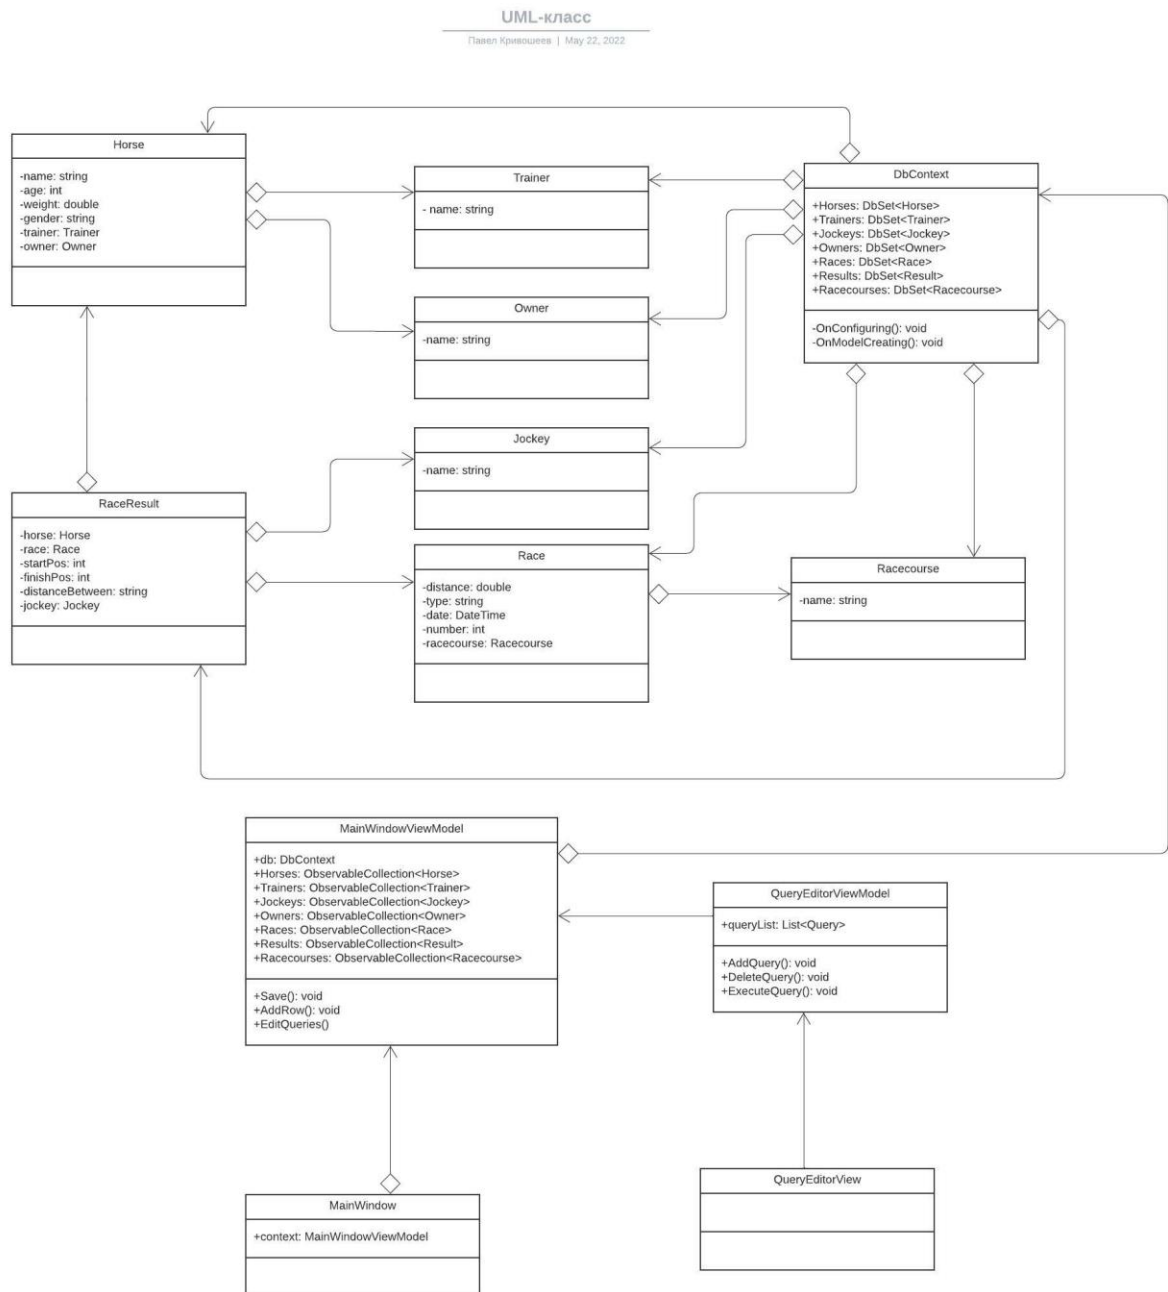 UML-класс
Павел Кривошеев | May 22, 2022
Horse
-name: string
-age: int
-weight: double
-gender: string
-trainer: Trainer
-owner: Owner
Trainer
- name: string
DbContext
+Horses: DbSet<Horse>
+Trainers: DbSet<Trainer>
+Jockeys: DbSet<Jockey>
+Owners: DbSet<Owner>
+Races: DbSet<Race>
+Results: DbSet<Result>
+Racecourses: DbSet<Racecourse>
-OnConfiguring(): void
-OnModelCreating(): void
Owner
-name: string
Jockey
-name: string
RaceResult
-horse: Horse
-race: Race
-startPos: int
-finishPos: int
-distanceBetween: string
-jockey: Jockey
Race
-distance: double
-type: string
-date: DateTime
-number: int
-racecourse: Racecourse
Racecourse
-name: string
MainWindowViewModel
+db: DbContext
+Horses: ObservableCollection<Horse>
+Trainers: ObservableCollection<Trainer>
+Jockeys: ObservableCollection<Jockey>
+Owners: ObservableCollection<Owner>
+Races: ObservableCollection<Race>
+Results: ObservableCollection<Result>
+Racecourses: ObservableCollection<Racecourse>
+Save(): void
+AddRow(): void
+EditQueries()
QueryEditorViewModel
+queryList: List<Query>
+AddQuery(): void
+DeleteQuery(): void
+ExecuteQuery(): void
MainWindow
+context: MainWindowViewModel
QueryEditorView